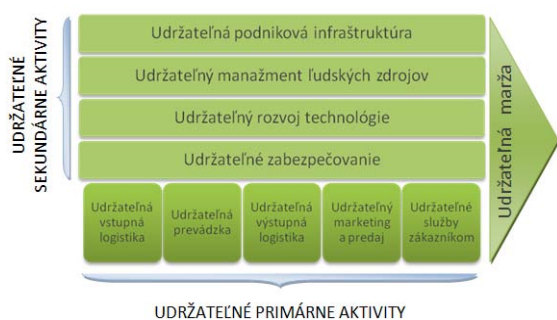 UDRŽATEĽNÉ
SEKUNDÁRNE AKTIVITY
Udržateľná podniková infraštruktúra
Udržateľný manažment ľudských zdrojov
Udržateľný rozvoj technológie
Udržateľné zabezpečovanie
Udržateľná
vstupná
logistika
Udržateľná
prevádzka
Udržateľná
výstupná
logistika
Udržateľný
marketing
a predaj
Udržateľné
služby
zákazníkom
Udržateľná marža
UDRŽATEĽNÉ PRIMÁRNE AKTIVITY